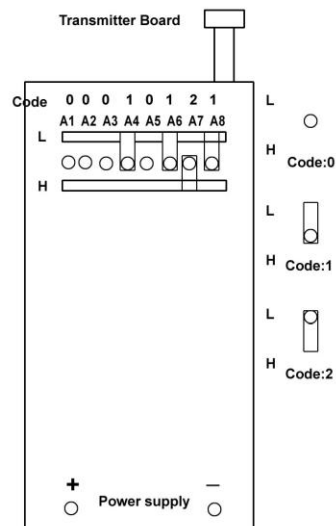 Transmitter Board
Code 0 0 0 1 0 1 2 1
A1 A2 A3 A4 A5 A6 A7 A8
L
H
L
H
Code:0
L
H
Code:1
L
H
Code:2
+ −
Power supply